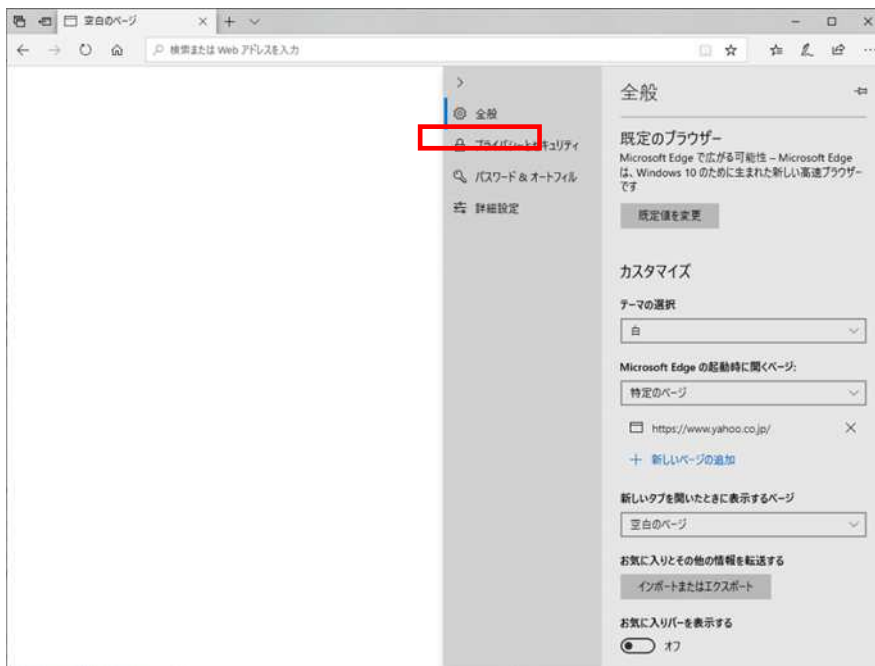 空白のページ
検索または Web アドレスを入力
全般
プライバシーとセキュリティ
パスワード & オートフィル
詳細設定
全般
既定のブラウザー
Microsoft Edge で広がる可能性 – Microsoft Edge
は、Windows 10 のために生まれた新しい高速ブラウザー
です
既定値を変更
カスタマイズ
テーマの選択
白
Microsoft Edge の起動時に開くページ:
特定のページ
https://www.yahoo.co.jp/
新しいページの追加
新しいタブを開いたときに表示するページ
空白のページ
お気に入りとその他の情報を転送する
インポートまたはエクスポート
お気に入りバーを表示する
オフ